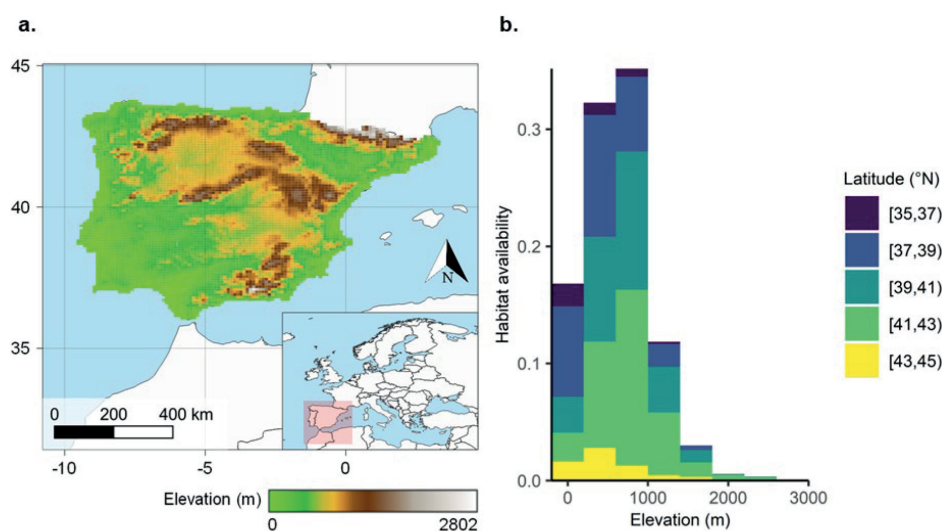 a.
45
40
35
N
0 200 400 km
-10 -5 0
Elevation (m)
0 2802
b.
Habitat availability
0.3
0.2
0.1
0.0
0 1000 2000 3000
Elevation (m)
Latitude (°N)
[35,37)
[37,39)
[39,41)
[41,43)
[43,45)